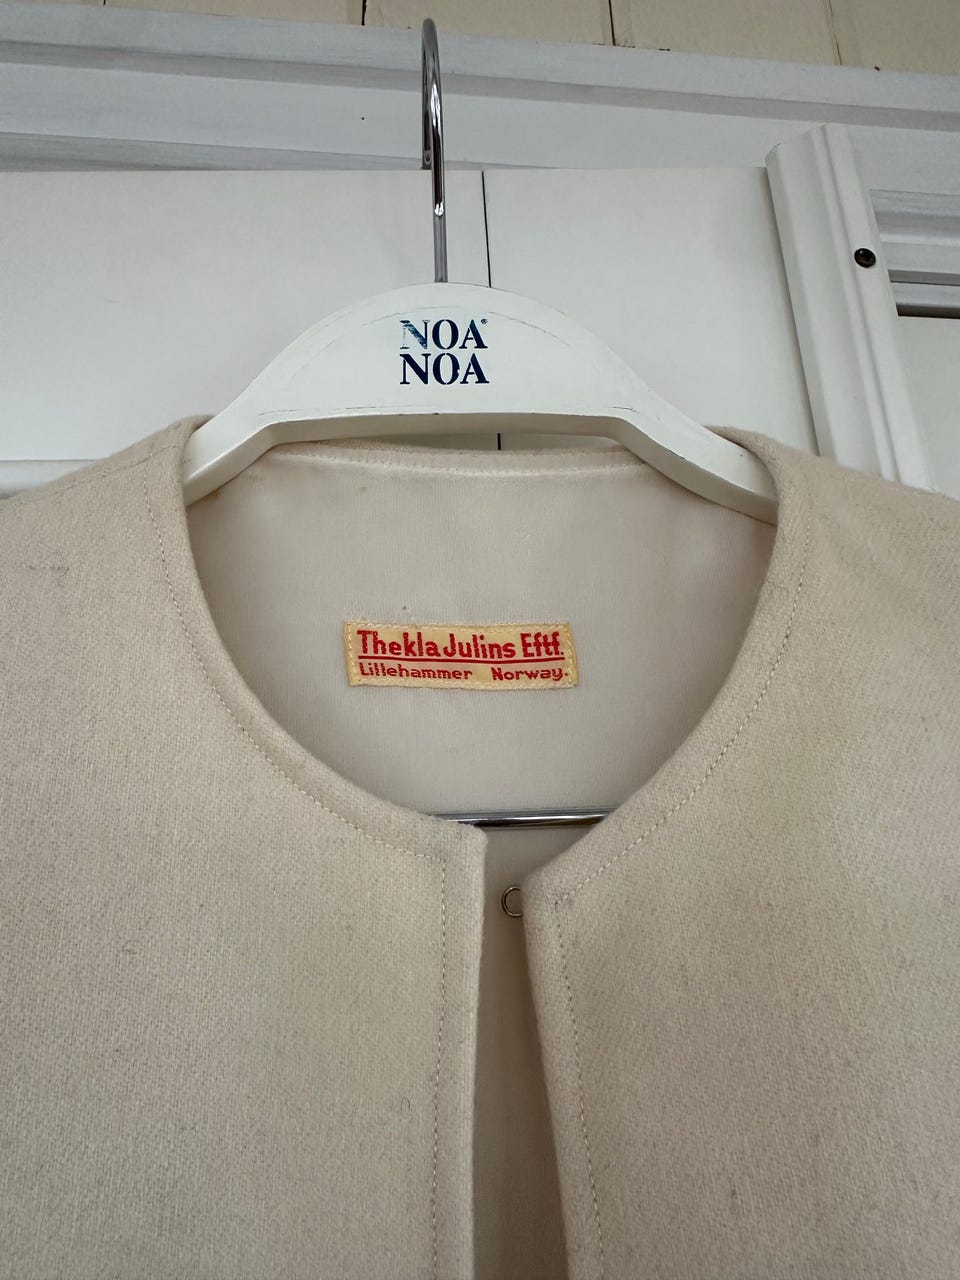 NOA®
NOA
Thekla Julins Eftf.
Lillehammer Norway.